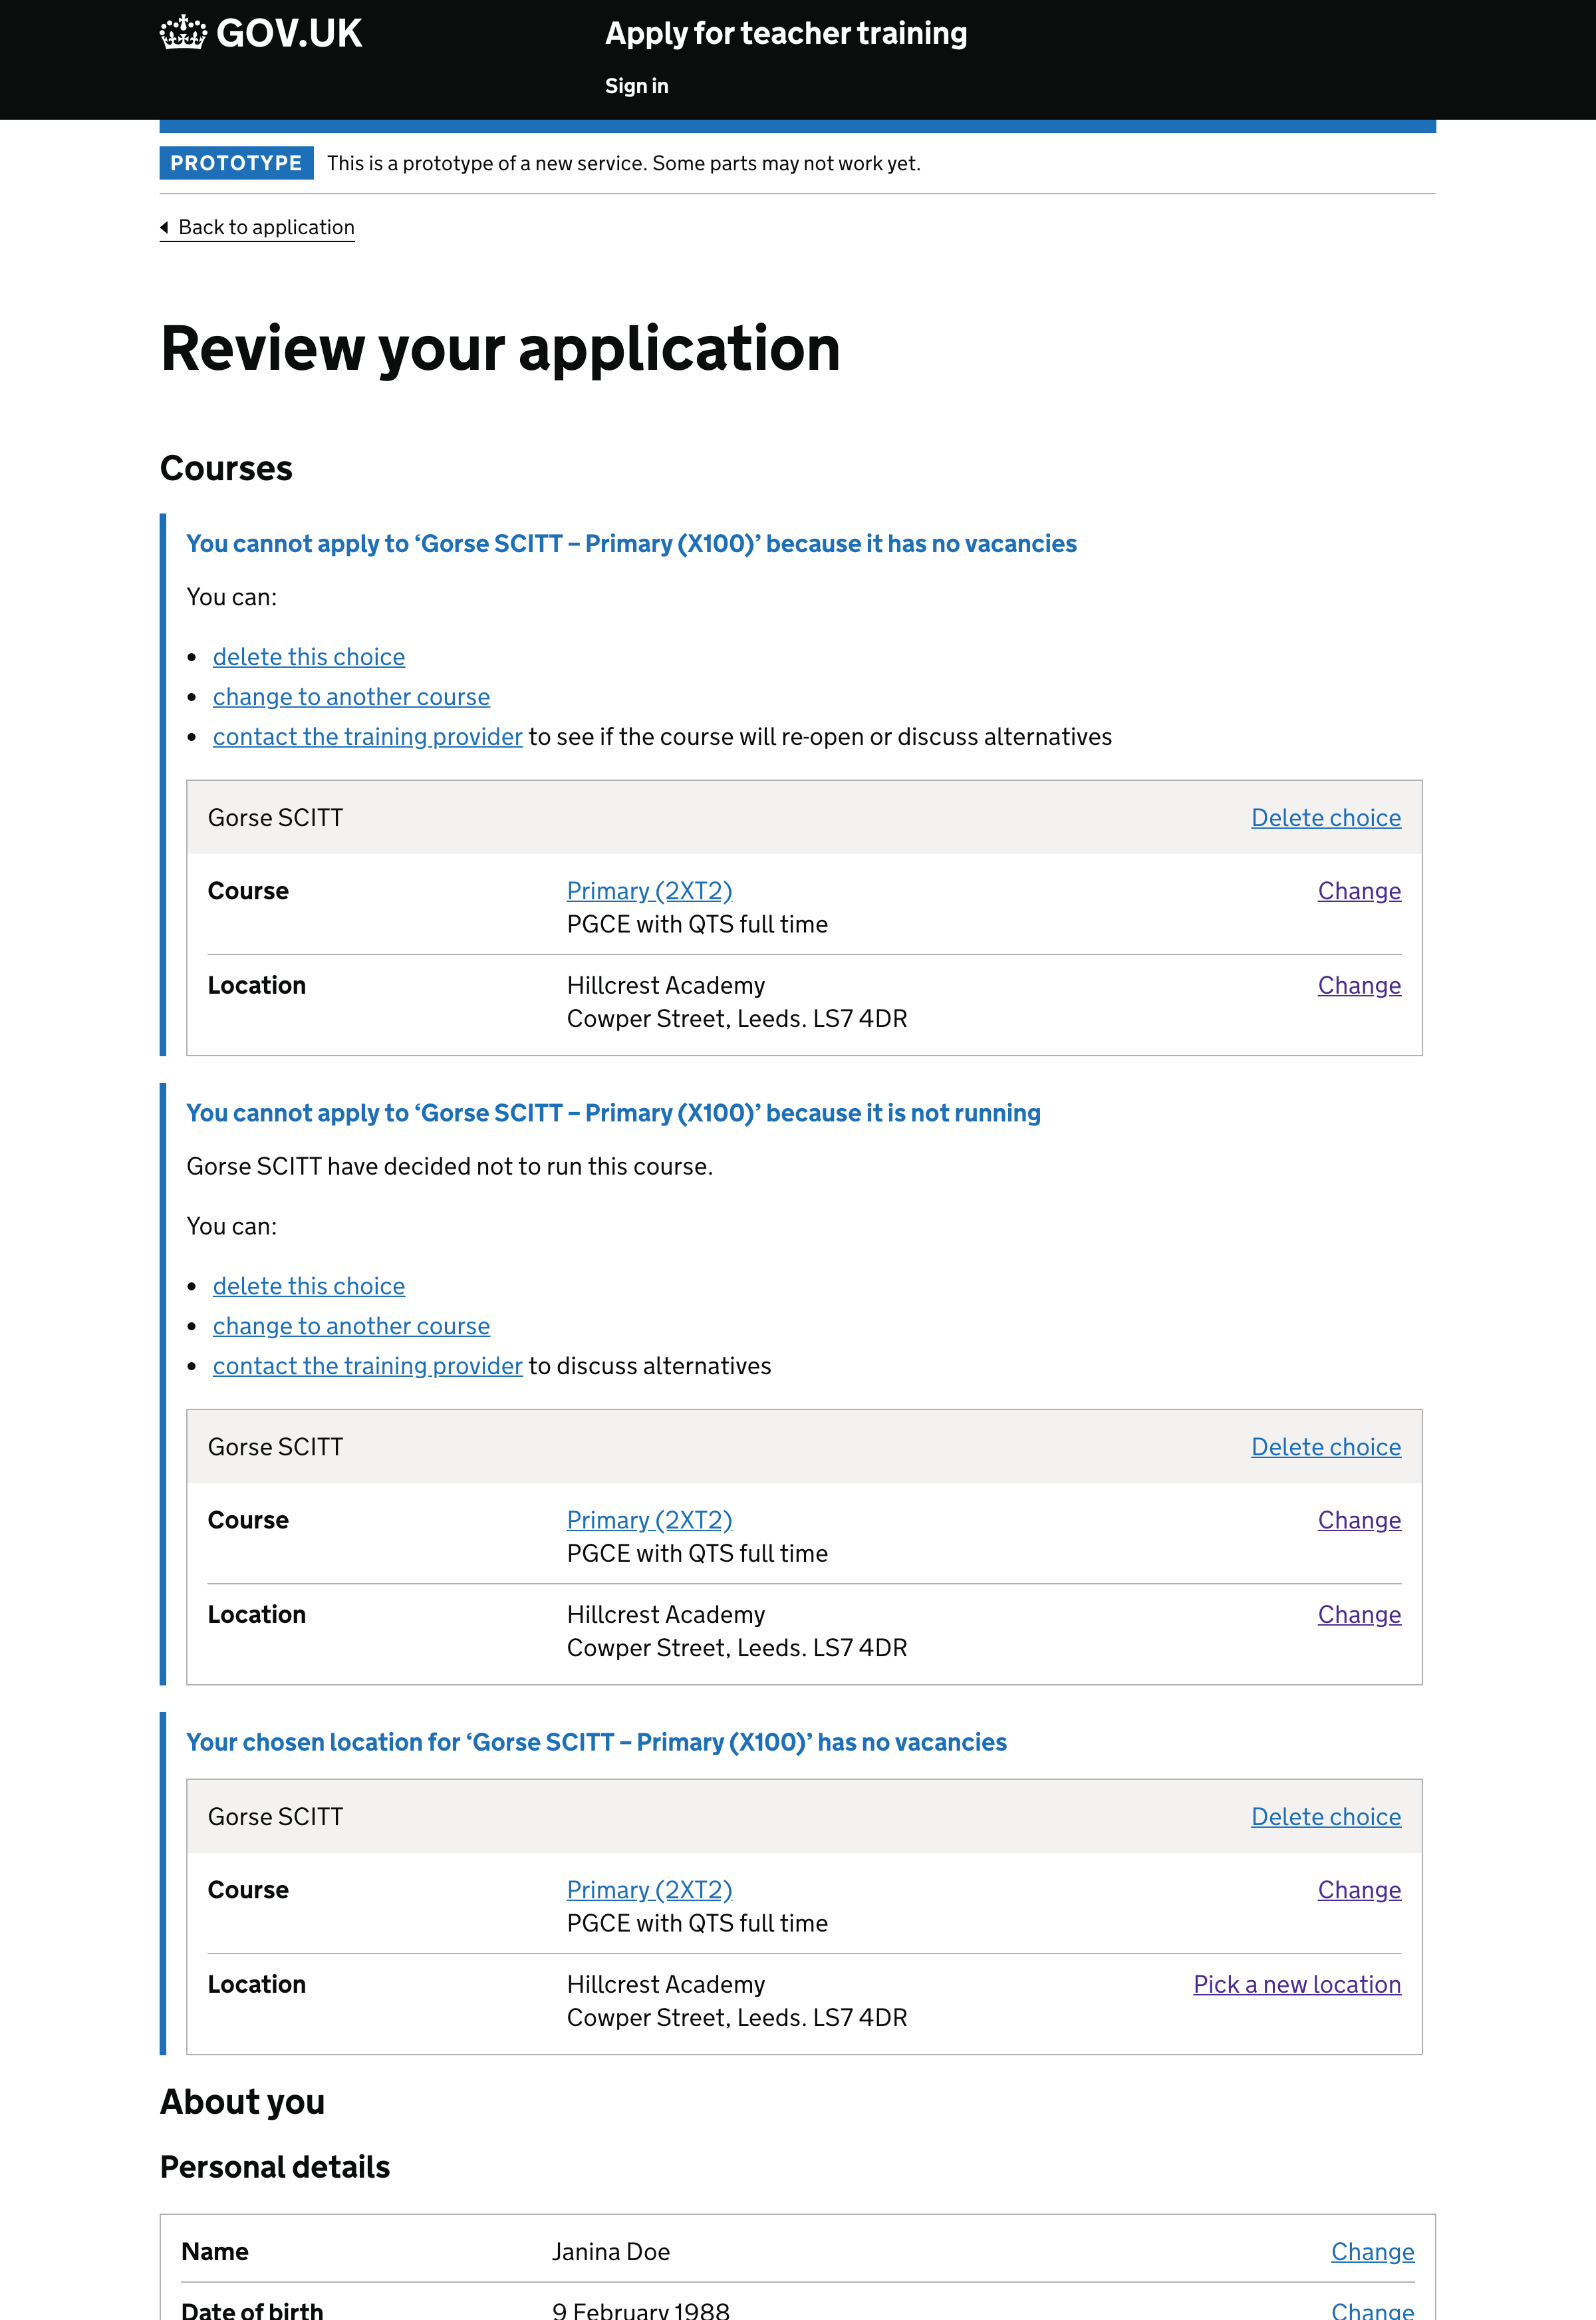 GOV.UK
Apply for teacher training
Sign in
PROTOTYPE This is a prototype of a new service. Some parts may not work yet.
Back to application
Review your application
Courses
You cannot apply to ‘Gorse SCITT – Primary (X100)’ because it has no vacancies
You can:
• delete this choice
• change to another course
• contact the training provider to see if the course will re-open or discuss alternatives
Gorse SCITT Delete choice
Course Primary (2XT2) Change
PGCE with QTS full time
Location Hillcrest Academy Change
Cowper Street, Leeds. LS7 4DR
You cannot apply to ‘Gorse SCITT – Primary (X100)’ because it is not running
Gorse SCITT have decided not to run this course.
You can:
• delete this choice
• change to another course
• contact the training provider to discuss alternatives
Gorse SCITT Delete choice
Course Primary (2XT2) Change
PGCE with QTS full time
Location Hillcrest Academy Change
Cowper Street, Leeds. LS7 4DR
Your chosen location for ‘Gorse SCITT – Primary (X100)’ has no vacancies
Gorse SCITT Delete choice
Course Primary (2XT2) Change
PGCE with QTS full time
Location Hillcrest Academy Pick a new location
Cowper Street, Leeds. LS7 4DR
About you
Personal details
Name Janina Doe Change
Date of birth 9 February 1988 Change